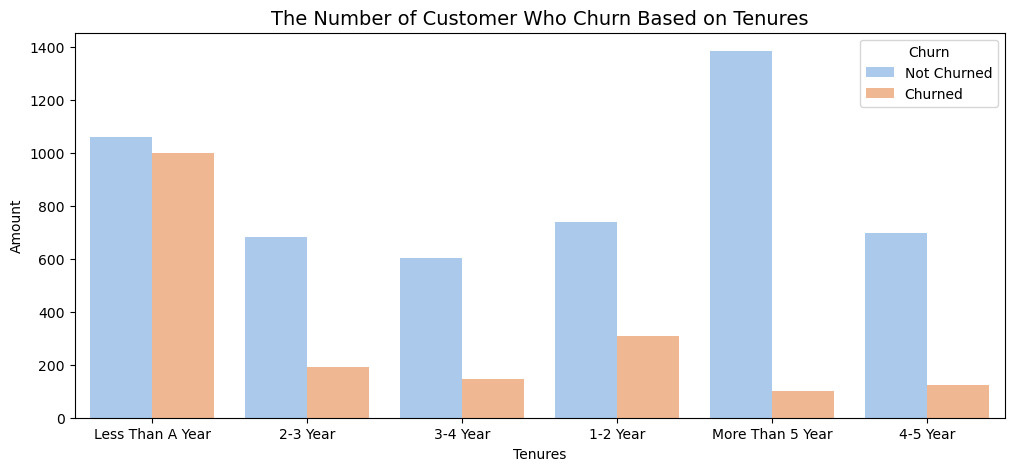 The Number of Customer Who Churn Based on Tenures
Churn
Not Churned
Churned
Amount
1400
1200
1000
800
600
400
200
0
Less Than A Year
2-3 Year
3-4 Year
1-2 Year
More Than 5 Year
4-5 Year
Tenures